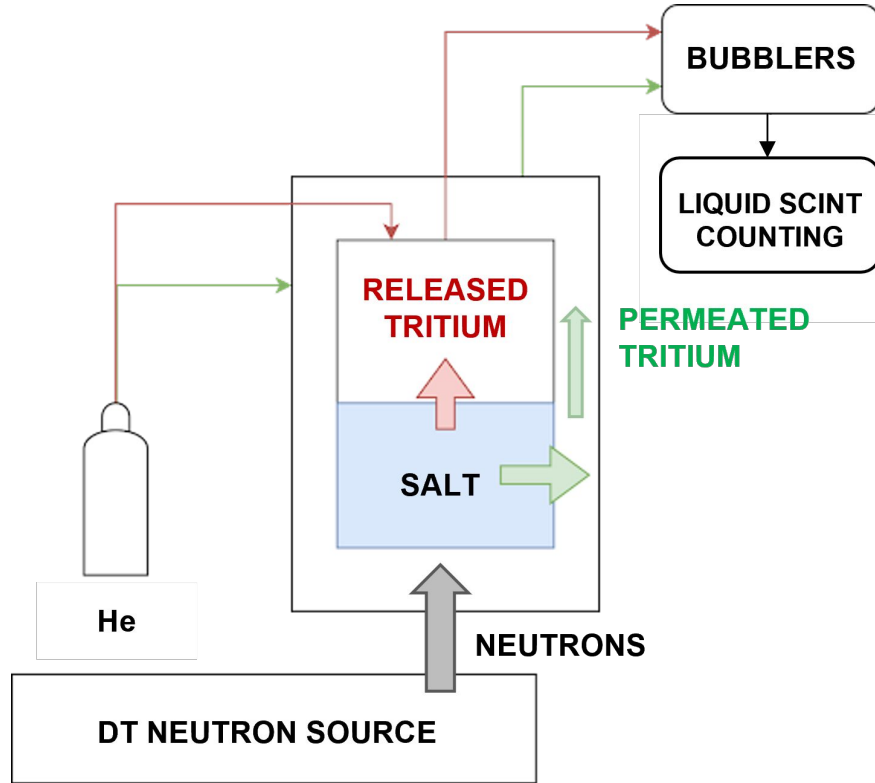 BUBBLERS
LIQUID SCINT
COUNTING
RELEASED
TRITIUM
PERMEATED
TRITIUM
SALT
He
NEUTRONS
DT NEUTRON SOURCE